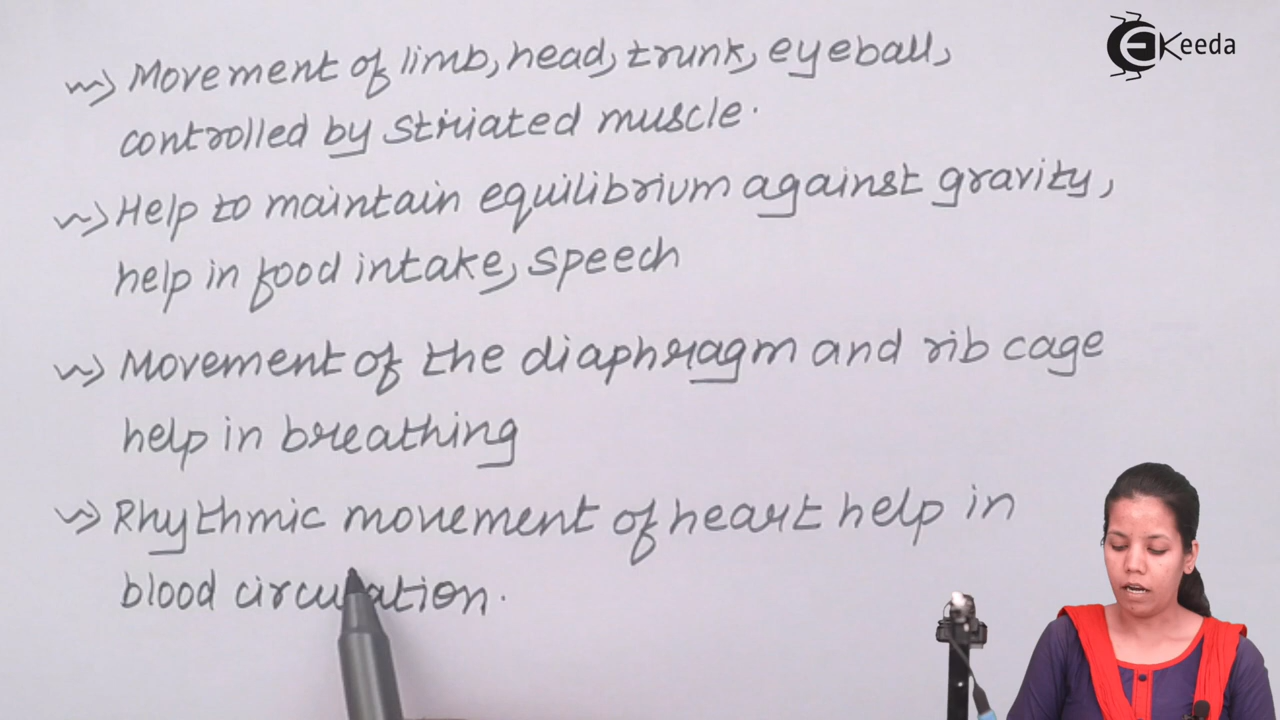 Movement of limb, head, trunk, eyeball,
controlled by striated muscle.
Help to maintain equilibrium against gravity,
help in food intake, speech
Movement of the diaphragm and rib cage
help in breathing
Rhythmic movement of heart help in
blood circulation.
EKeeda